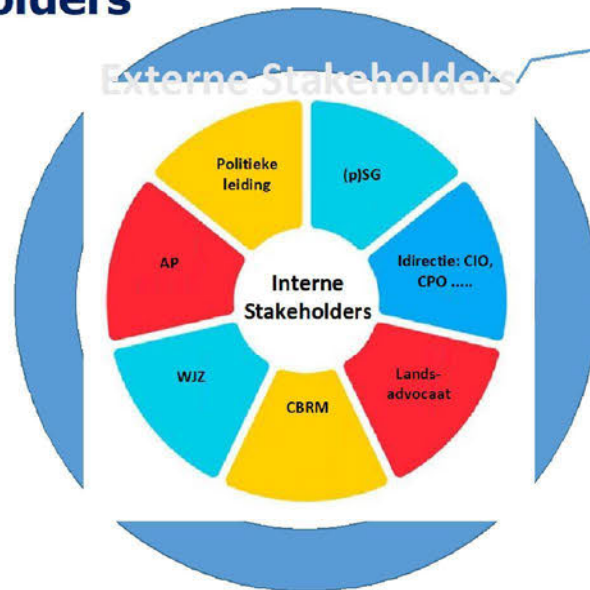 olders
Externe Stakeholders
Politieke
leiding
(p)SG
AP
Idirectie: CIO,
CPO .....
Interne
Stakeholders
WJZ
Lands-
advocaat
CBRM